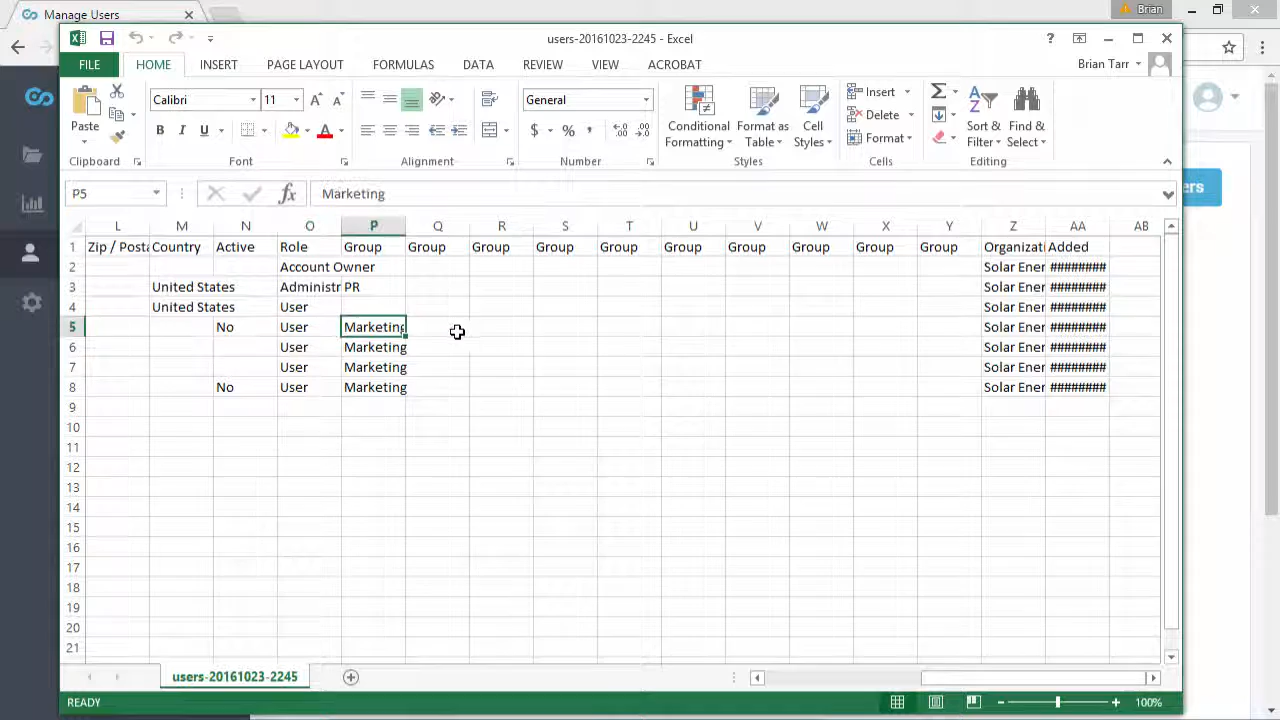 Manage Users
Brian
users-20161023-2245 - Excel
FILE HOME INSERT PAGE LAYOUT FORMULAS DATA REVIEW VIEW ACROBAT Brian Tarr
Calibri 11 General Insert
Paste Conditional Formatting Format as Table Cell Styles Delete Sort & Filter Find & Select
B I U $ % , Format
Clipboard Font Alignment Number Styles Cells Editing
P5 fx Marketing
ers
L M N O P Q R S T U V W X Y Z AA AB
1 Zip / Posta Country Active Role Group Group Group Group Group Group Group Group Group Group Organizati Added
2 Account Owner Solar Ener ########
3 United States Administr PR Solar Ener ########
4 United States User Solar Ener ########
5 No User Marketing Solar Ener ########
6 User Marketing Solar Ener ########
7 User Marketing Solar Ener ########
8 No User Marketing Solar Ener ########
9
10
11
12
13
14
15
16
17
18
19
20
21
users-20161023-2245
READY 100%